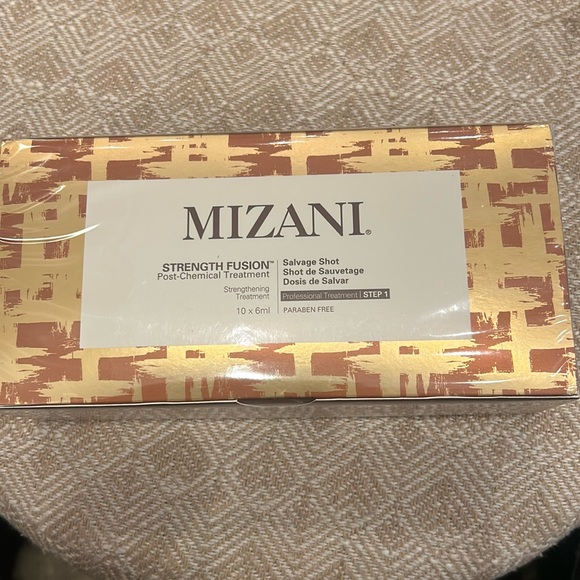 MIZANI®
STRENGTH FUSION™
Post-Chemical Treatment
Strengthening
Treatment
10 x 6ml
Salvage Shot
Shot de Sauvetage
Dosis de Salvar
Professional Treatment | STEP 1
PARABEN FREE